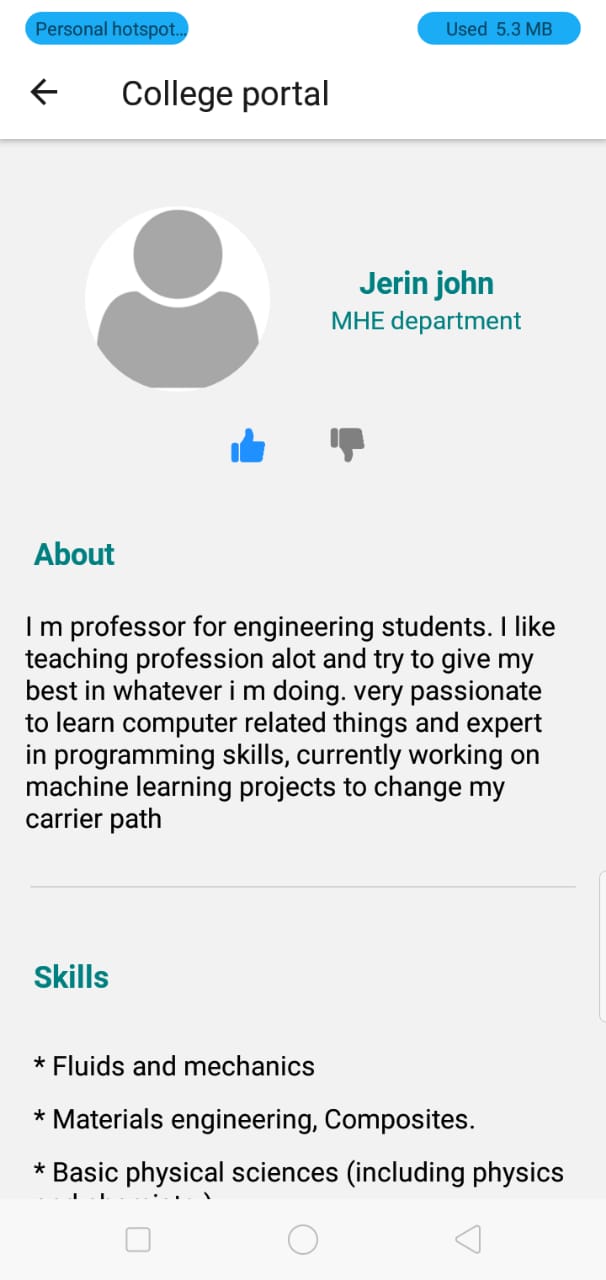 Personal hotspot...
Used 5.3 MB
College portal
Jerin john
MHE department
About
I m professor for engineering students. I like
teaching profession alot and try to give my
best in whatever i m doing. very passionate
to learn computer related things and expert
in programming skills, currently working on
machine learning projects to change my
carrier path
Skills
* Fluids and mechanics
* Materials engineering, Composites.
* Basic physical sciences (including physics